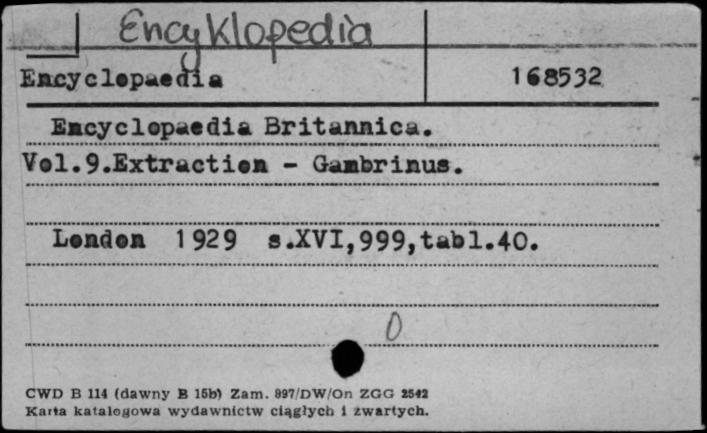 Encyklopedia
Encyclopaedia 168532
Encyclopaedia Britannica.
Vol.9.Extraction - Gambrinus.
London 1929 s.XVI,999,tabl.40.
0
CWD B 114 (dawny B 15b) Zam. 897/DW/On ZGG 2542
Karta katalogowa wydawnictw ciągłych i zwartych.